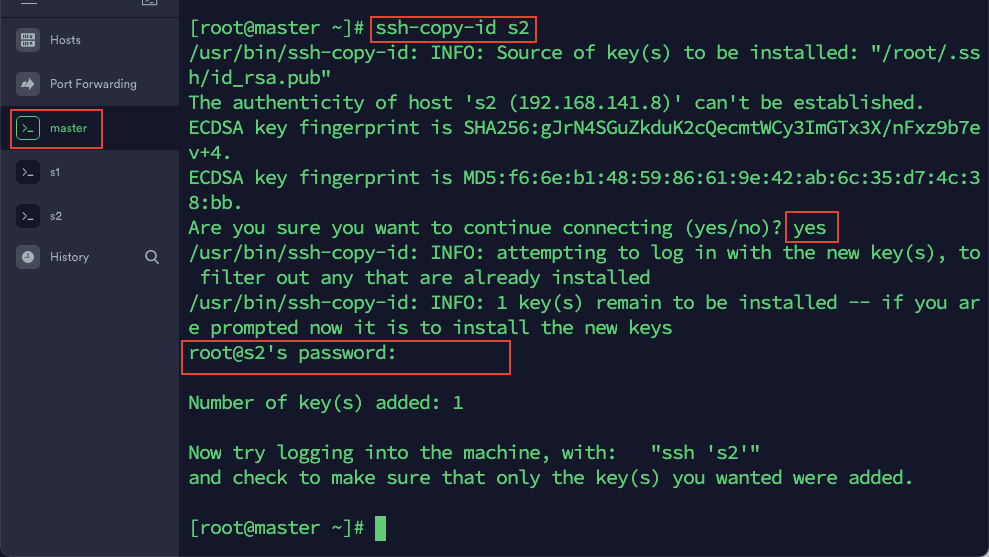 Hosts
Port Forwarding
master
s1
s2
History
[root@master ~]# ssh-copy-id s2
/usr/bin/ssh-copy-id: INFO: Source of key(s) to be installed: "/root/.ss
h/id_rsa.pub"
The authenticity of host 's2 (192.168.141.8)' can't be established.
ECDSA key fingerprint is SHA256:gJrN4SGuZkduK2cQecmtWCy3ImGTx3X/nFxz9b7e
v+4.
ECDSA key fingerprint is MD5:f6:6e:b1:48:59:86:61:9e:42:ab:6c:35:d7:4c:3
8:bb.
Are you sure you want to continue connecting (yes/no)? yes
/usr/bin/ssh-copy-id: INFO: attempting to log in with the new key(s), to
 filter out any that are already installed
/usr/bin/ssh-copy-id: INFO: 1 key(s) remain to be installed -- if you ar
e prompted now it is to install the new keys
root@s2's password:
Number of key(s) added: 1
Now try logging into the machine, with:   "ssh 's2'"
and check to make sure that only the key(s) you wanted were added.
[root@master ~]#